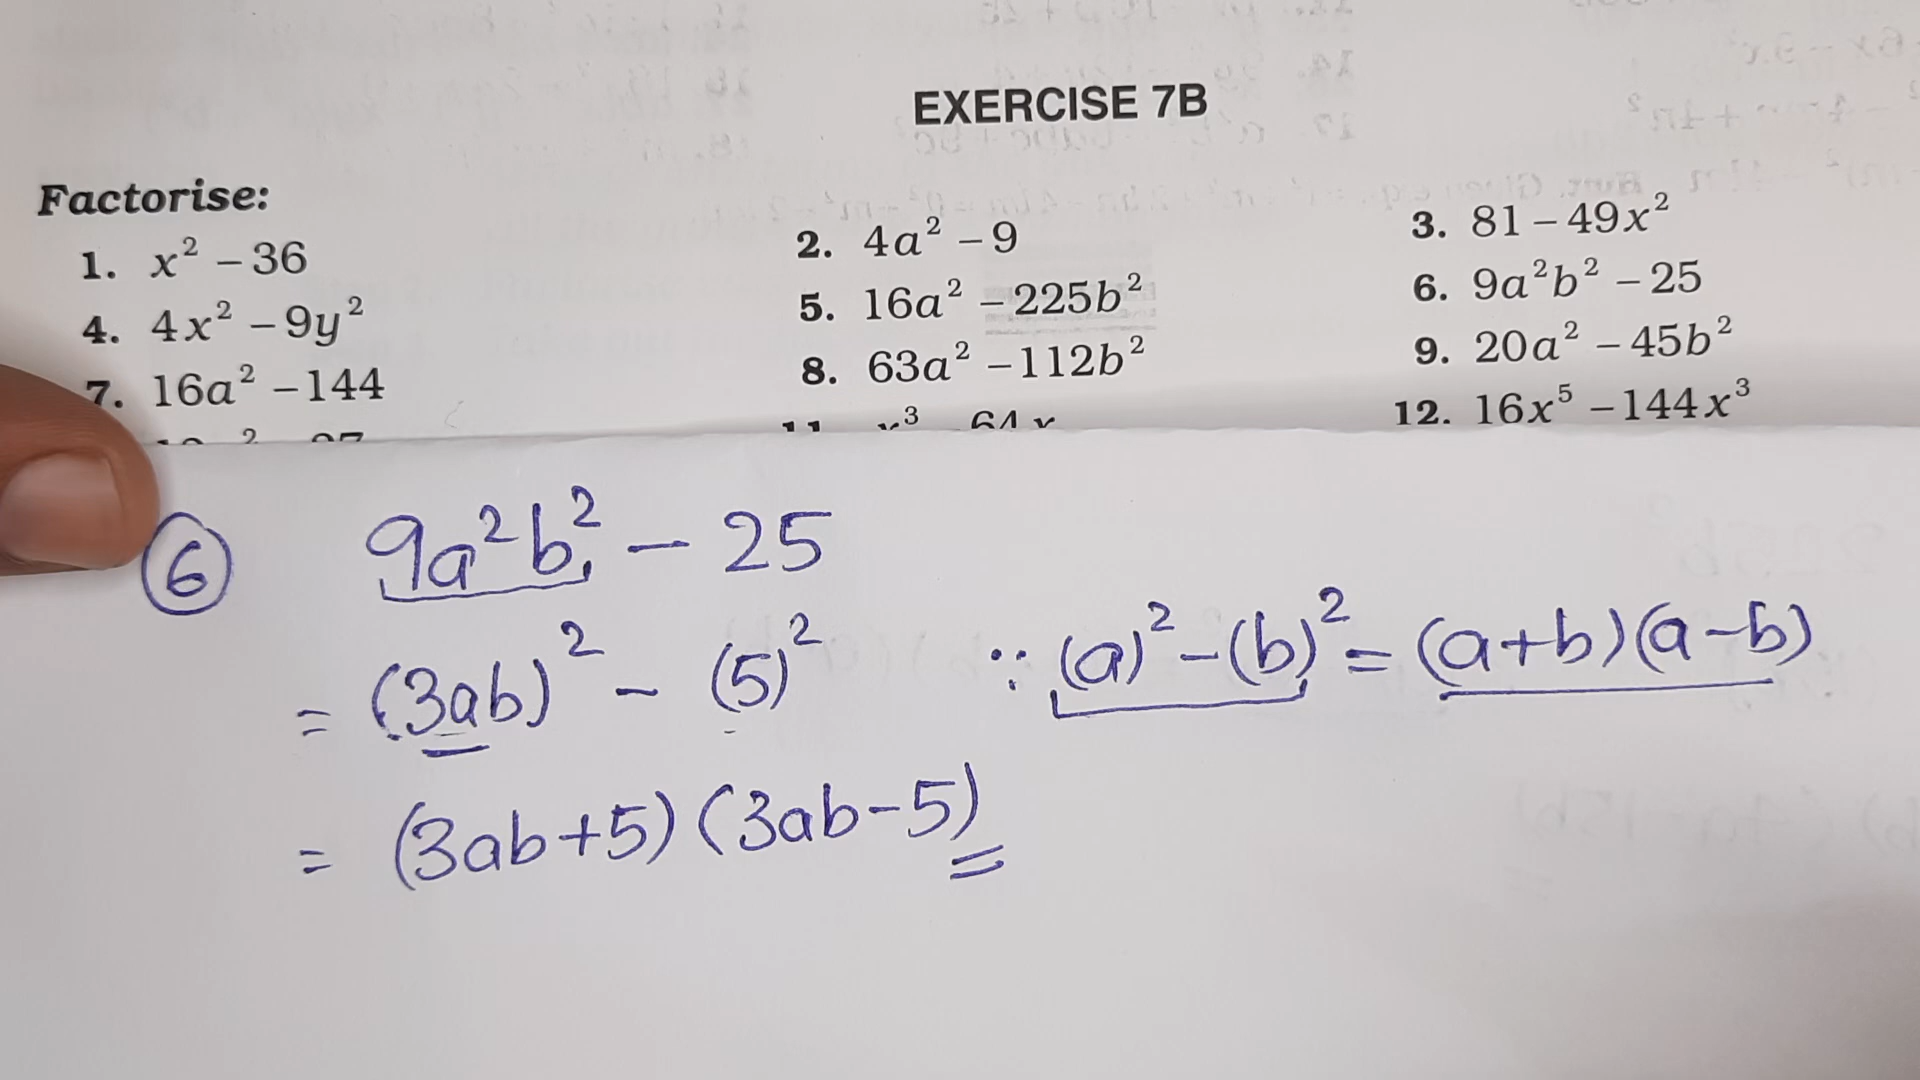 EXERCISE 7B
Factorise:
1. x² – 36
2. 4a² – 9
3. 81 – 49x²
4. 4x² – 9y²
5. 16a² – 225b²
6. 9a²b² – 25
7. 16a² – 144
8. 63a² – 112b²
9. 20a² – 45b²
12. 16x⁵ – 144x³
6 9a²b² – 25
= (3ab)² – (5)² ∵ (a)² – (b)² = (a+b)(a–b)
= (3ab+5)(3ab–5)